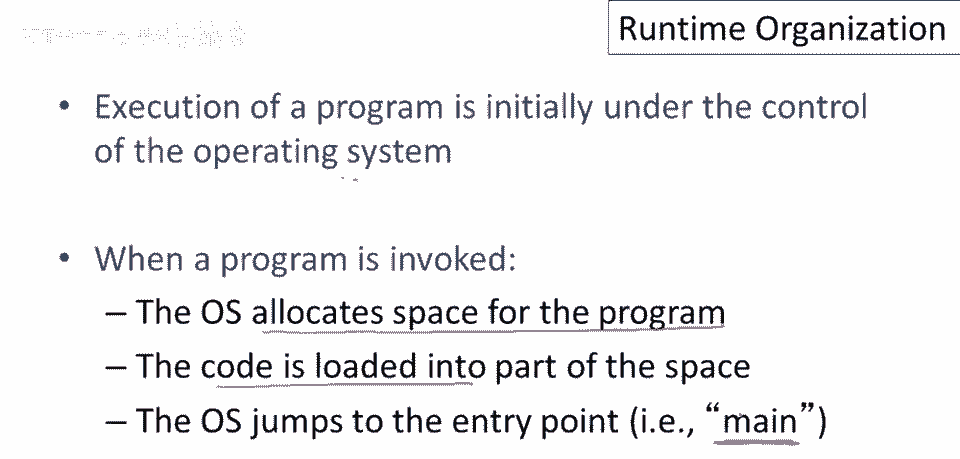 Runtime Organization
• Execution of a program is initially under the control
of the operating system
• When a program is invoked:
– The OS allocates space for the program
– The code is loaded into part of the space
– The OS jumps to the entry point (i.e., “main”)